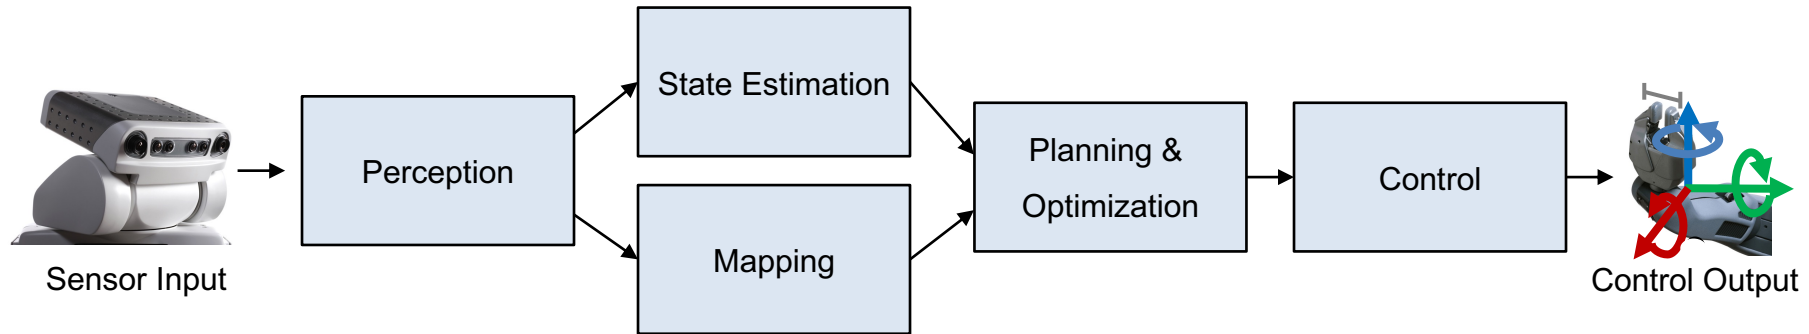 Sensor Input
Perception
State Estimation
Mapping
Planning &
Optimization
Control
Control Output